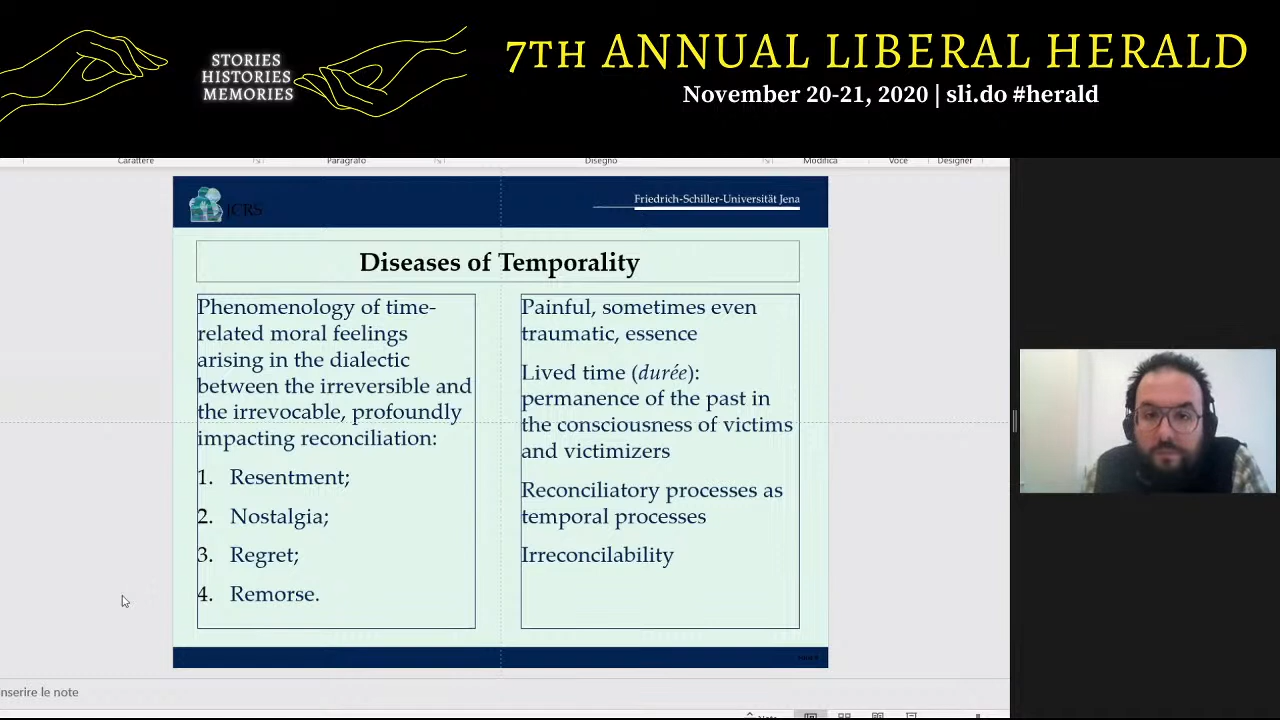 STORIES
HISTORIES
MEMORIES
7TH ANNUAL LIBERAL HERALD
November 20-21, 2020 | sli.do #herald
Carattere Paragrafo Disegno Modifica Voce Designer
JCRS
Friedrich-Schiller-Universität Jena
Diseases of Temporality
Phenomenology of time-
related moral feelings
arising in the dialectic
between the irreversible and
the irrevocable, profoundly
impacting reconciliation:
1. Resentment;
2. Nostalgia;
3. Regret;
4. Remorse.
Painful, sometimes even
traumatic, essence
Lived time (durée):
permanence of the past in
the consciousness of victims
and victimizers
Reconciliatory processes as
temporal processes
Irreconcilability
nserire le note